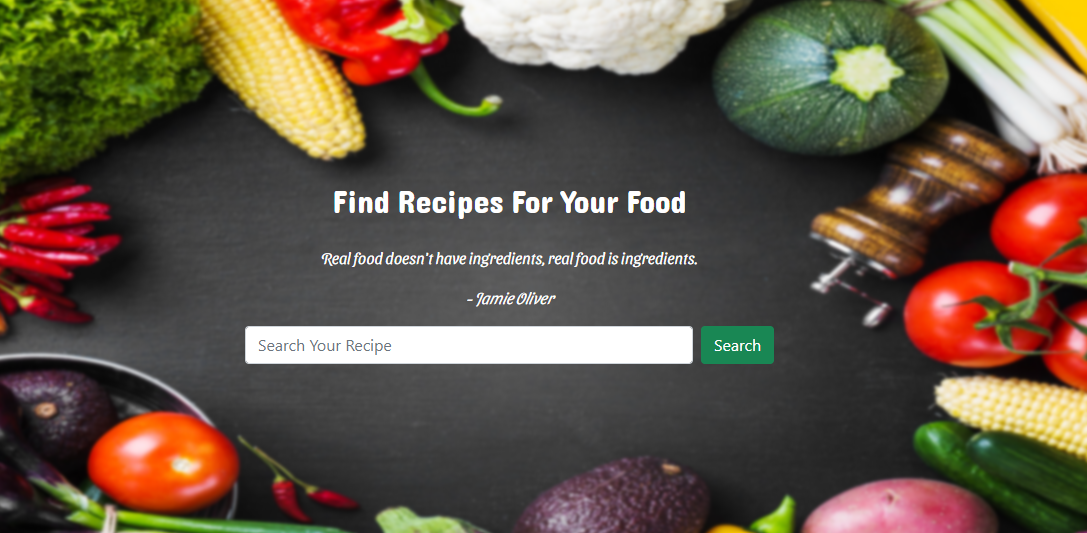 Find Recipes For Your Food
Real food doesn't have ingredients, real food is ingredients.
- Jamie Oliver
Search Your Recipe
Search